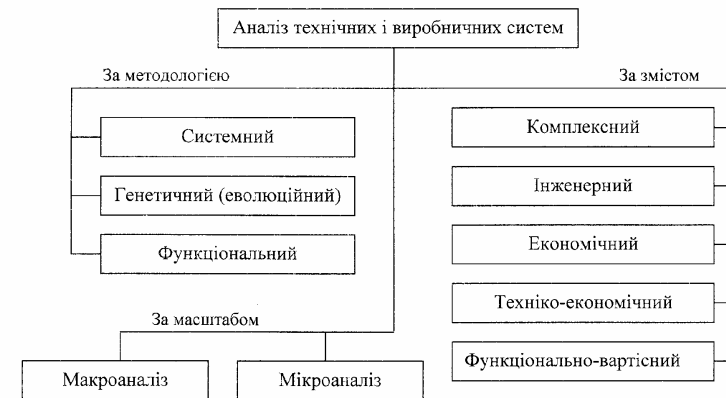 Аналіз технічних і виробничих систем
За методологією
За змістом
Системний
Генетичний (еволюційний)
Функціональний
Комплексний
Інженерний
Економічний
Техніко-економічний
Функціонально-вартісний
За масштабом
Макроаналіз
Мікроаналіз